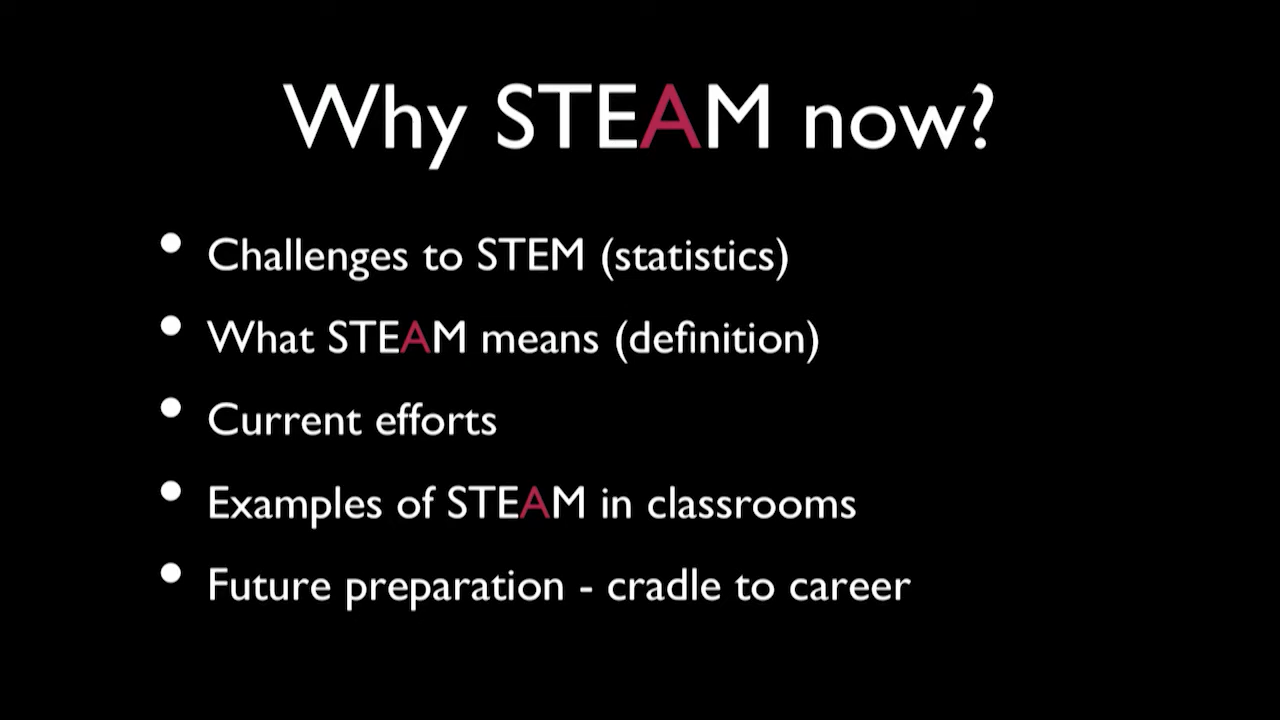 Why STEAM now?
• Challenges to STEM (statistics)
• What STEAM means (definition)
• Current efforts
• Examples of STEAM in classrooms
• Future preparation - cradle to career